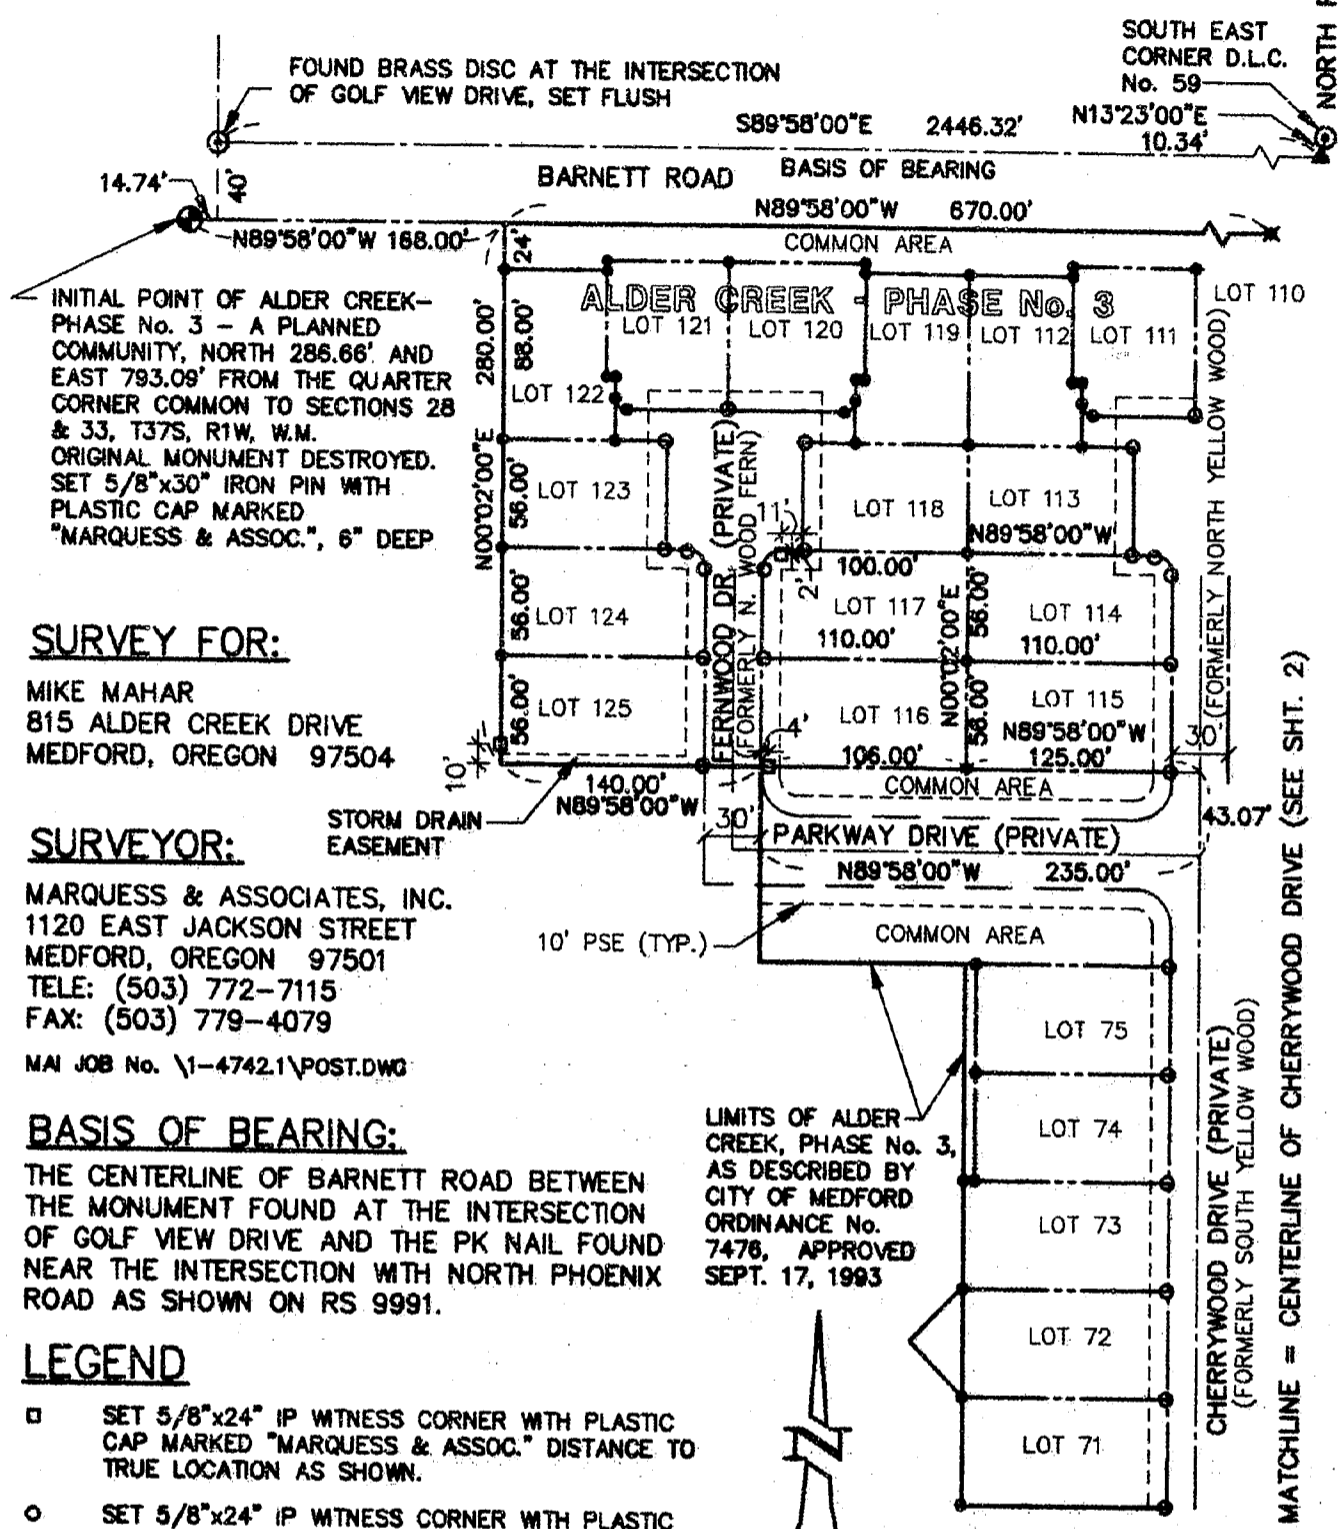 SOUTH EAST
CORNER D.L.C.
No. 59
NORTH
FOUND BRASS DISC AT THE INTERSECTION
OF GOLF VIEW DRIVE, SET FLUSH
S89°58'00"E 2446.32'
N13°23'00"E
10.34'
BARNETT ROAD
BASIS OF BEARING
14.74'
40'
N89°58'00"W 168.00'
N89°58'00"W 670.00'
24'
COMMON AREA
INITIAL POINT OF ALDER CREEK-
PHASE No. 3 - A PLANNED
COMMUNITY, NORTH 286.66' AND
EAST 793.09' FROM THE QUARTER
CORNER COMMON TO SECTIONS 28
& 33, T37S, R1W, W.M.
ORIGINAL MONUMENT DESTROYED.
SET 5/8"x30" IRON PIN WITH
PLASTIC CAP MARKED
"MARQUESS & ASSOC.", 6" DEEP
ALDER CREEK - PHASE No. 3
LOT 110
LOT 121
LOT 120
LOT 119
LOT 112
LOT 111
280.00'
88.00'
LOT 122
N00°02'00"E
56.00'
LOT 123
LOT 118
LOT 113
11'
2'
N89°58'00"W
100.00'
56.00'
LOT 124
LOT 117
LOT 114
110.00'
110.00'
N00°02'00"E
56.00'
FERNWOOD DR. (PRIVATE)
(FORMERLY N. WOOD FERN)
56.00'
LOT 125
LOT 116
LOT 115
56.00'
N89°58'00"W
4'
106.00'
125.00'
30'
(FORMERLY NORTH YELLOW WOOD)
10'
140.00'
N89°58'00"W
COMMON AREA
43.07'
STORM DRAIN
EASEMENT
30'
PARKWAY DRIVE (PRIVATE)
N89°58'00"W 235.00'
10' PSE (TYP.)
COMMON AREA
SURVEY FOR:
MIKE MAHAR
815 ALDER CREEK DRIVE
MEDFORD, OREGON 97504
SURVEYOR:
MARQUESS & ASSOCIATES, INC.
1120 EAST JACKSON STREET
MEDFORD, OREGON 97501
TELE: (503) 772-7115
FAX: (503) 779-4079
MAI JOB No. \1-4742.1\POST.DWG
BASIS OF BEARING:
THE CENTERLINE OF BARNETT ROAD BETWEEN
THE MONUMENT FOUND AT THE INTERSECTION
OF GOLF VIEW DRIVE AND THE PK NAIL FOUND
NEAR THE INTERSECTION WITH NORTH PHOENIX
ROAD AS SHOWN ON RS 9991.
LIMITS OF ALDER
CREEK, PHASE No. 3,
AS DESCRIBED BY
CITY OF MEDFORD
ORDINANCE No.
7476, APPROVED
SEPT. 17, 1993
LOT 75
LOT 74
LOT 73
LOT 72
LOT 71
CHERRYWOOD DRIVE (PRIVATE)
(FORMERLY SOUTH YELLOW WOOD)
MATCHLINE = CENTERLINE OF CHERRYWOOD DRIVE (SEE SHT. 2)
LEGEND
SET 5/8"x24" IP WITNESS CORNER WITH PLASTIC
CAP MARKED "MARQUESS & ASSOC." DISTANCE TO
TRUE LOCATION AS SHOWN.
SET 5/8"x24" IP WITNESS CORNER WITH PLASTIC
N